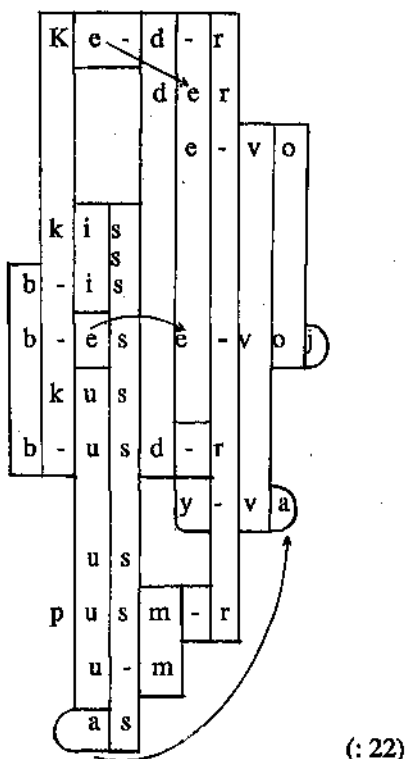 K e - d - r
d e r
e - v o
k i s
s
b - i s
b - e s e - v o j
k u s
b - u s d - r
y - v a
u s
p u s m - r
u - m
a s
(: 22)